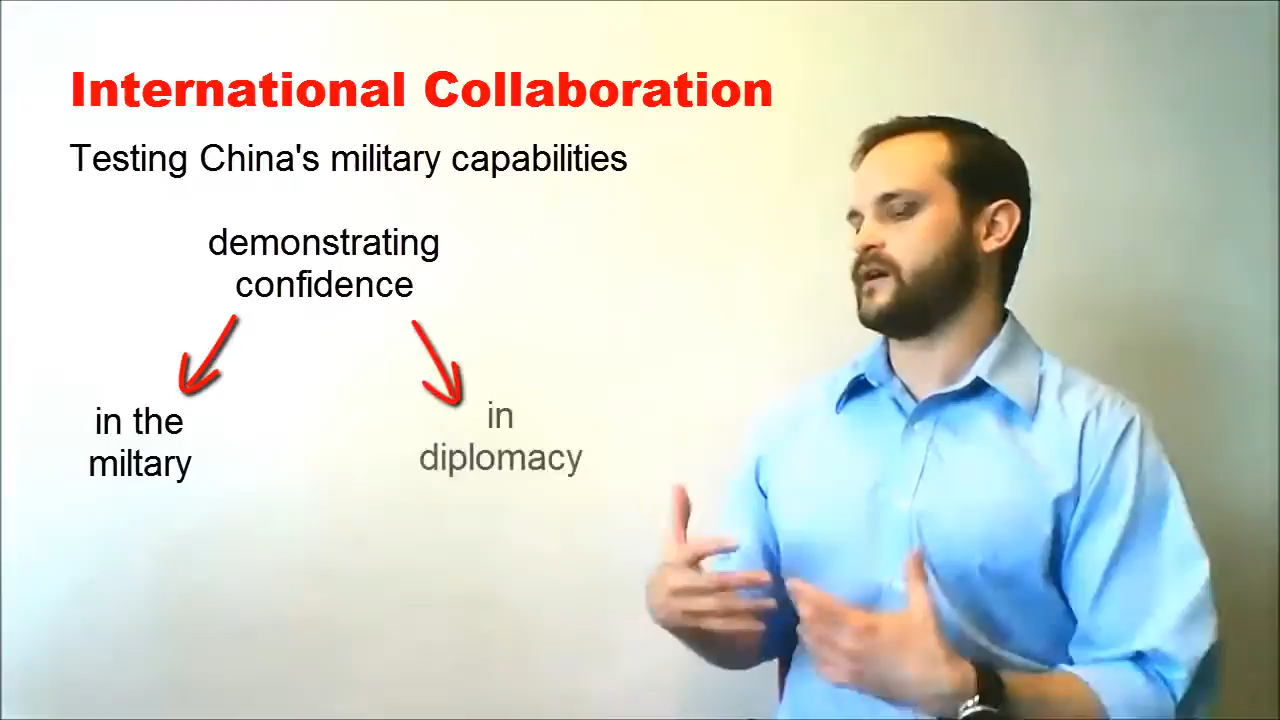 International Collaboration
Testing China's military capabilities
demonstrating
confidence
in the
miltary
in
diplomacy